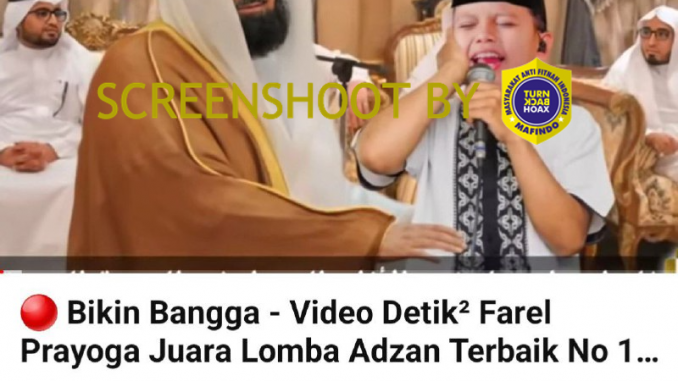 SCREENSHOOT BY
MASYARAKAT ANTI FITNAH INDONESIA
TURN
BACK
HOAX
MAFINDO
🔴 Bikin Bangga - Video Detik² Farel
Prayoga Juara Lomba Adzan Terbaik No 1...